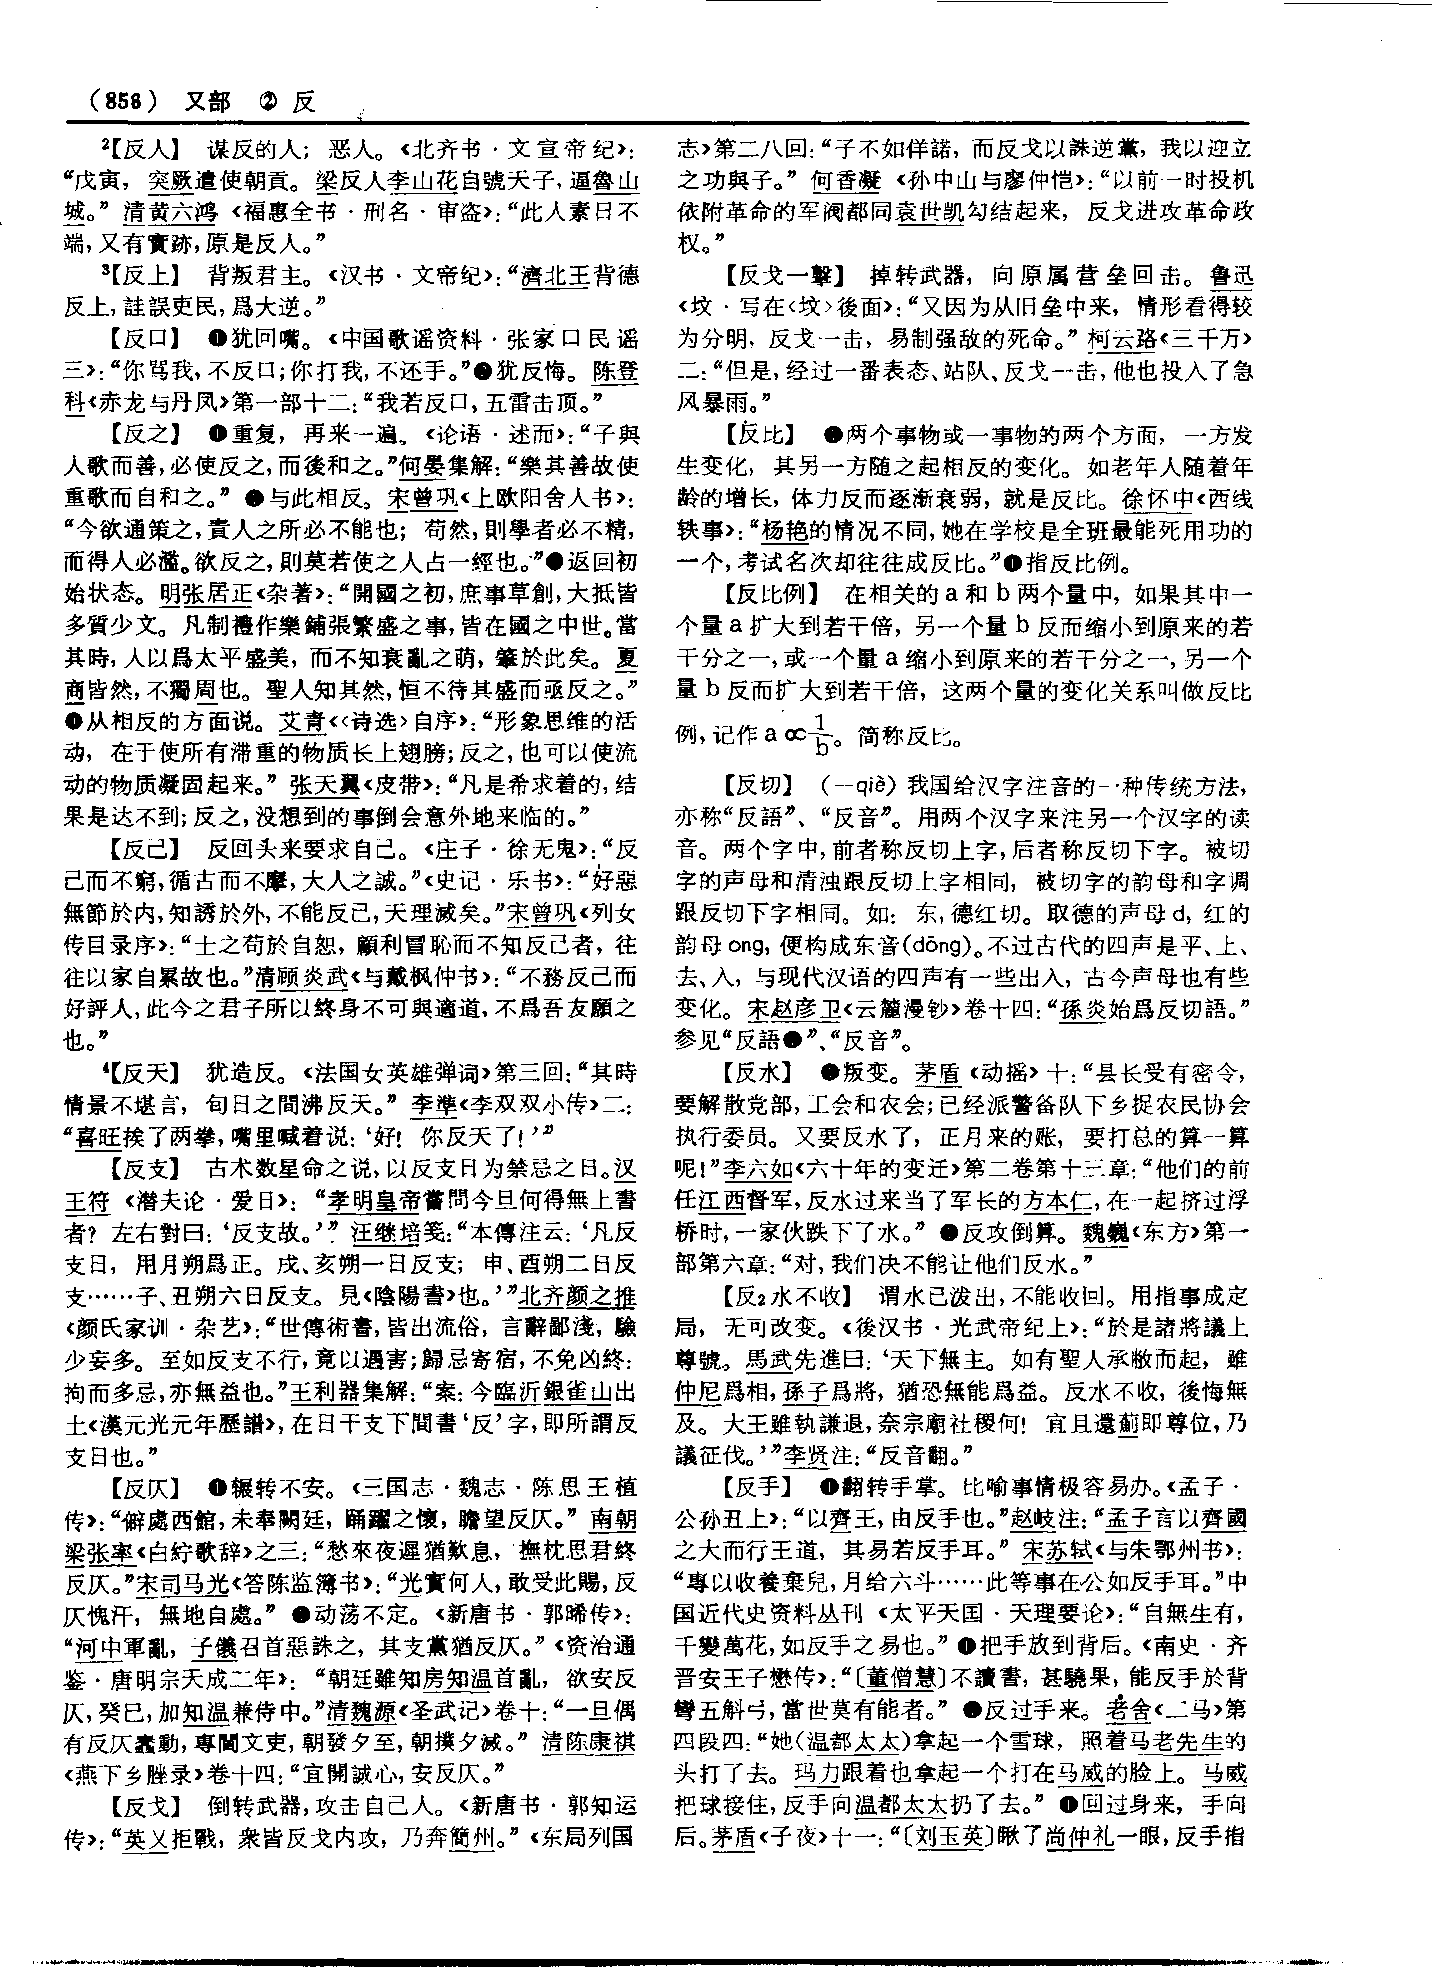 （858） 又部 ② 反
²【反人】 谋反的人；恶人。《北齐书·文宣帝纪》：
“戊寅，突厥遣使朝貢。梁反人李山花自號天子，逼魯山
城。”清黄六鸿《福惠全书·刑名·审盗》：“此人素日不
端，又有實跡，原是反人。”
³【反上】 背叛君主。《汉书·文帝纪》：“濟北王背德
反上，詿誤吏民，爲大逆。”
【反口】 ❶犹回嘴。《中国歌谣资料·张家口民谣
三》：“你骂我，不反口；你打我，不还手。”❷犹反悔。陈登
科《赤龙与丹凤》第一部十二：“我若反口，五雷击顶。”
【反之】 ❶重复，再来一遍。《论语·述而》：“子與
人歌而善，必使反之，而後和之。”何晏集解：“樂其善故使
重歌而自和之。”❷与此相反。宋曾巩《上欧阳舍人书》：
“今欲通策之，責人之所必不能也；苟然，則學者必不精，
而得人必濫。欲反之，則莫若使之人占一經也。”❸返回初
始状态。明张居正《杂著》：“開國之初，庶事草創，大抵皆
多質少文。凡制禮作樂鋪張繁盛之事，皆在國之中世。當
其時，人以爲太平盛美，而不知衰亂之萌，肇於此矣。夏
商皆然，不獨周也。聖人知其然，恒不待其盛而亟反之。”
❹从相反的方面说。艾青《〈诗选〉自序》：“形象思维的活
动，在于使所有滞重的物质长上翅膀；反之，也可以使流
动的物质凝固起来。”张天翼《皮带》：“凡是希求着的，结
果是达不到；反之，没想到的事倒会意外地来临的。”
【反己】 反回头来要求自己。《庄子·徐无鬼》：“反
己而不窮，循古而不摩，大人之誠。”《史记·乐书》：“好惡
無節於内，知誘於外，不能反己，天理滅矣。”宋曾巩《列女
传目录序》：“士之苟於自恕，顧利冒恥而不知反己者，往
往以家自累故也。”清顾炎武《与戴枫仲书》：“不務反己而
好評人，此今之君子所以終身不可與適道，不爲吾友願之
也。”
⁴【反天】 犹造反。《法国女英雄弹词》第三回：“其時
情景不堪言，旬日之間沸反天。”李準《李双双小传》二：
“喜旺挨了两拳，嘴里喊着说：‘好！你反天了！’”
【反支】 古术数星命之说，以反支日为禁忌之日。汉
王符《潜夫论·爱日》：“孝明皇帝嘗問今旦何得無上書
者？左右對曰：‘反支故。’”汪继培笺：“本傳注云：‘凡反
支日，用月朔爲正。戌、亥朔一日反支；申、酉朔二日反
支……子、丑朔六日反支。見《陰陽書》也。’”北齐颜之推
《颜氏家训·杂艺》：“世傳術書，皆出流俗，言辭鄙淺，驗
少妄多。至如反支不行，竟以遇害；歸忌寄宿，不免凶終：
拘而多忌，亦無益也。”王利器集解：“案：今臨沂銀雀山出
土《漢元光元年歷譜》，在日干支下間書‘反’字，即所謂反
支日也。”
【反仄】 ❶辗转不安。《三国志·魏志·陈思王植
传》：“僻處西館，未奉闕廷，踊躍之懷，瞻望反仄。”南朝
梁张率《白紵歌辞》之三：“愁來夜遲猶歎息，撫枕思君終
反仄。”宋司马光《答陈监簿书》：“光實何人，敢受此賜，反
仄愧汗，無地自處。”❷动荡不定。《新唐书·郭晞传》：
“河中軍亂，子儀召首惡誅之，其支黨猶反仄。”《资治通
鉴·唐明宗天成二年》：“朝廷雖知房知温首亂，欲安反
仄，癸巳，加知温兼侍中。”清魏源《圣武记》卷十：“一旦偶
有反仄蠢動，專閫文吏，朝發夕至，朝撲夕滅。”清陈康祺
《燕下乡脞录》卷十四：“宜開誠心，安反仄。”
【反戈】 倒转武器，攻击自己人。《新唐书·郭知运
传》：“英乂拒戰，衆皆反戈内攻，乃奔簡州。”《东周列国
志》第二八回：“子不如佯諾，而反戈以誅逆黨，我以迎立
之功與子。”何香凝《孙中山与廖仲恺》：“以前一时投机
依附革命的军阀都同袁世凯勾结起来，反戈进攻革命政
权。”
【反戈一擊】 掉转武器，向原属营垒回击。鲁迅
《坟·写在〈坟〉後面》：“又因为从旧垒中来，情形看得较
为分明，反戈一击，易制强敌的死命。”柯云路《三千万》
二：“但是，经过一番表态、站队、反戈一击，他也投入了急
风暴雨。”
【反比】 ❶两个事物或一事物的两个方面，一方发
生变化，其另一方随之起相反的变化。如老年人随着年
龄的增长，体力反而逐渐衰弱，就是反比。徐怀中《西线
轶事》：“杨艳的情况不同，她在学校是全班最能死用功的
一个，考试名次却往往成反比。”❷指反比例。
【反比例】 在相关的a和b两个量中，如果其中一
个量a扩大到若干倍，另一个量b反而缩小到原来的若
干分之一，或一个量a缩小到原来的若干分之一，另一个
量b反而扩大到若干倍，这两个量的变化关系叫做反比
例，记作a∝1/b。简称反比。
【反切】 （—qiè）我国给汉字注音的一种传统方法，
亦称“反語”、“反音”。用两个汉字来注另一个汉字的读
音。两个字中，前者称反切上字，后者称反切下字。被切
字的声母和清浊跟反切上字相同，被切字的韵母和字调
跟反切下字相同。如：东，德红切。取德的声母d，红的
韵母ong，便构成东音(dōng)。不过古代的四声是平、上、
去、入，与现代汉语的四声有一些出入，古今声母也有些
变化。宋赵彦卫《云麓漫钞》卷十四：“孫炎始爲反切語。”
参见“反語❷”、“反音”。
【反水】 ❶叛变。茅盾《动摇》十：“县长受有密令，
要解散党部，工会和农会；已经派警备队下乡捉农民协会
执行委员。又要反水了，正月来的账，要打总的算一算
呢！”李六如《六十年的变迁》第二卷第十三章：“他们的前
任江西督军，反水过来当了军长的方本仁，在一起挤过浮
桥时，一家伙跌下了水。”❷反攻倒算。魏巍《东方》第一
部第六章：“对，我们决不能让他们反水。”
【反₂水不收】 谓水已泼出，不能收回。用指事成定
局，无可改变。《後汉书·光武帝纪上》：“於是諸將議上
尊號。馬武先進曰：‘天下無主。如有聖人承敝而起，雖
仲尼爲相，孫子爲將，猶恐無能爲益。反水不收，後悔無
及。大王雖執謙退，奈宗廟社稷何！宜且還薊即尊位，乃
議征伐。’”李贤注：“反音翻。”
【反手】 ❶翻转手掌。比喻事情极容易办。《孟子·
公孙丑上》：“以齊王，由反手也。”赵岐注：“孟子言以齊國
之大而行王道，其易若反手耳。”宋苏轼《与朱鄂州书》：
“專以收養棄兒，月给六斗……此等事在公如反手耳。”中
国近代史资料丛刊《太平天国·天理要论》：“自無生有，
千變萬花，如反手之易也。”❷把手放到背后。《南史·齐
晋安王子懋传》：“〔董僧慧〕不讀書，甚驍果，能反手於背
彎五斛弓，當世莫有能者。”❸反过手来。老舍《二马》第
四段四：“她（温都太太）拿起一个雪球，照着马老先生的
头打了去。玛力跟着也拿起一个打在马威的脸上。马威
把球接住，反手向温都太太扔了去。”❹回过身来，手向
后。茅盾《子夜》十一：“〔刘玉英〕瞅了尚仲礼一眼，反手指